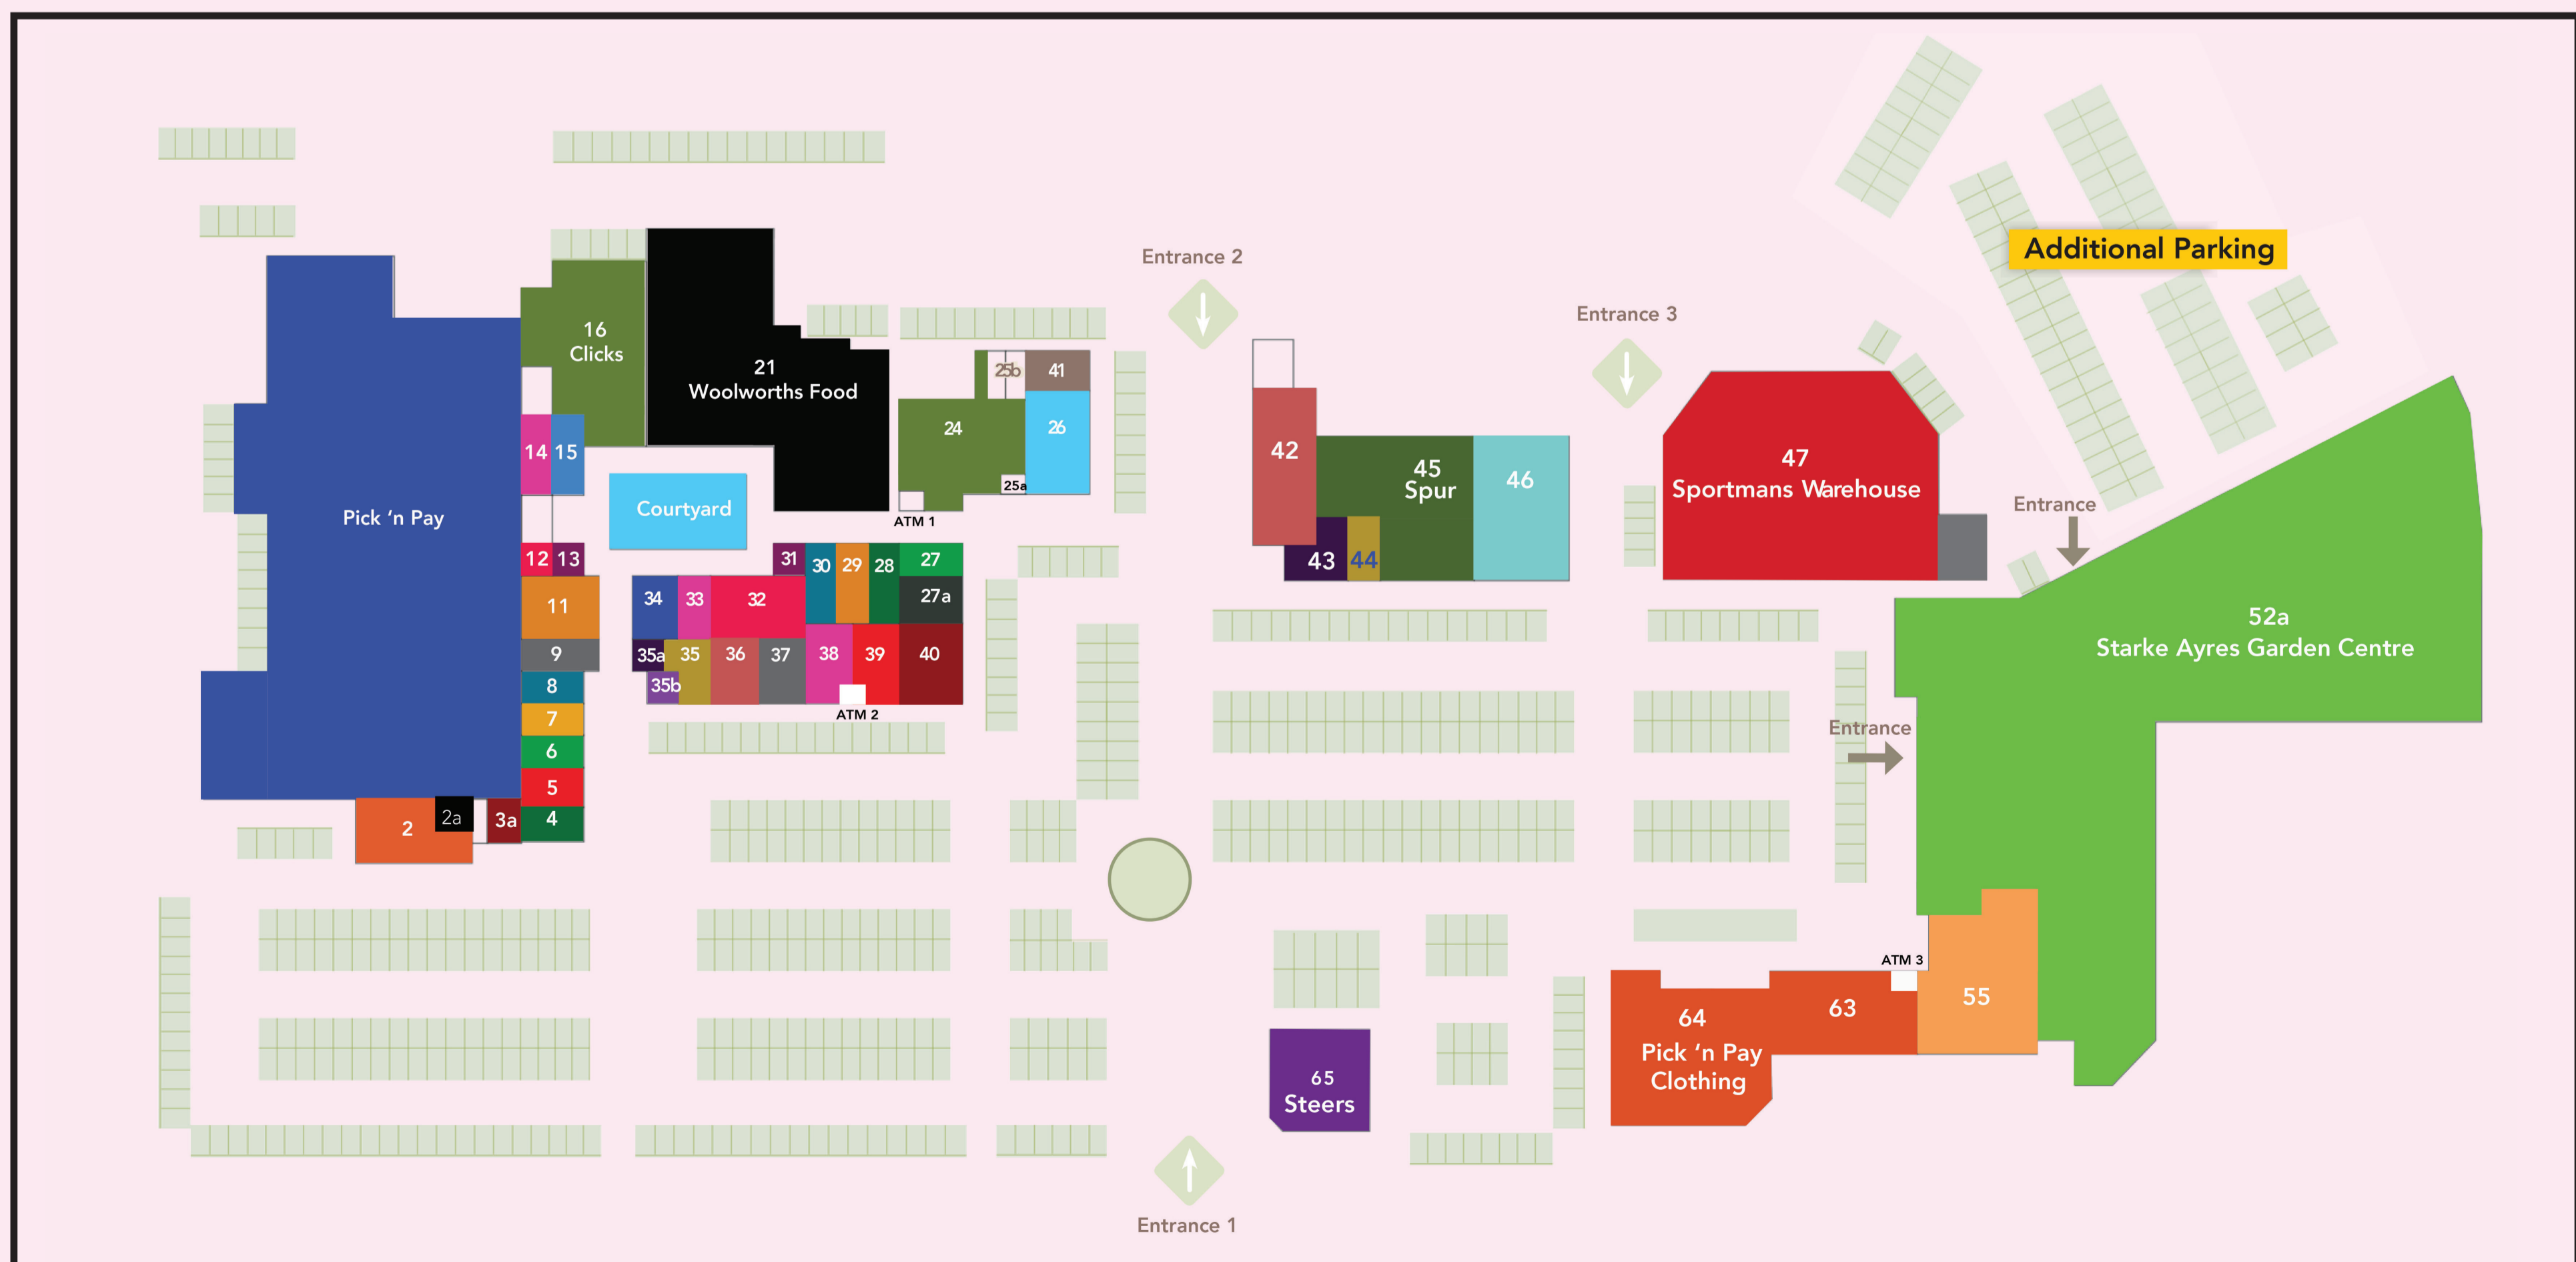 Additional Parking
Entrance 2
Entrance 3
16
Clicks
21
Woolworths Food
25b
41
24
26
25a
ATM 1
14
15
Courtyard
Pick ’n Pay
12
13
11
9
8
7
6
5
4
3a
2a
2
31
30
29
28
27
27a
34
33
32
35a
35
35b
36
37
38
39
40
ATM 2
42
43
44
45
Spur
46
47
Sportmans Warehouse
Entrance
52a
Starke Ayres Garden Centre
Entrance
ATM 3
55
63
64
Pick ’n Pay
Clothing
65
Steers
Entrance 1